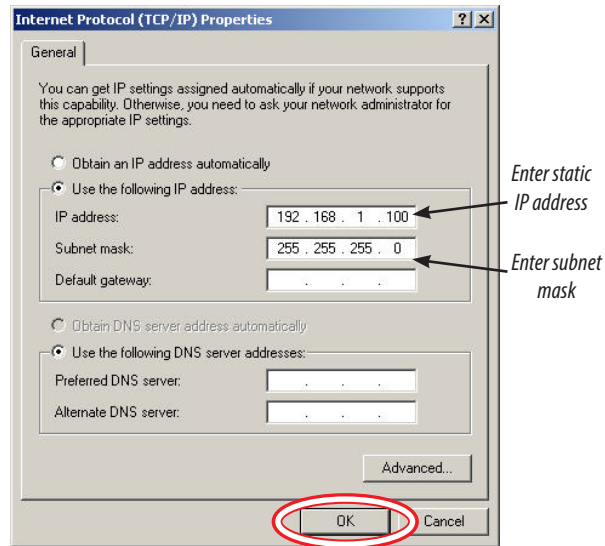 Internet Protocol (TCP/IP) Properties
General
You can get IP settings assigned automatically if your network supports
this capability. Otherwise, you need to ask your network administrator for
the appropriate IP settings.
Obtain an IP address automatically
Use the following IP address:
IP address: 192 . 168 . 1 . 100
Enter static
IP address
Subnet mask: 255 . 255 . 255 . 0
Enter subnet
mask
Default gateway: . . .
Obtain DNS server address automatically
Use the following DNS server addresses:
Preferred DNS server: . . .
Alternate DNS server: . . .
Advanced...
OK Cancel